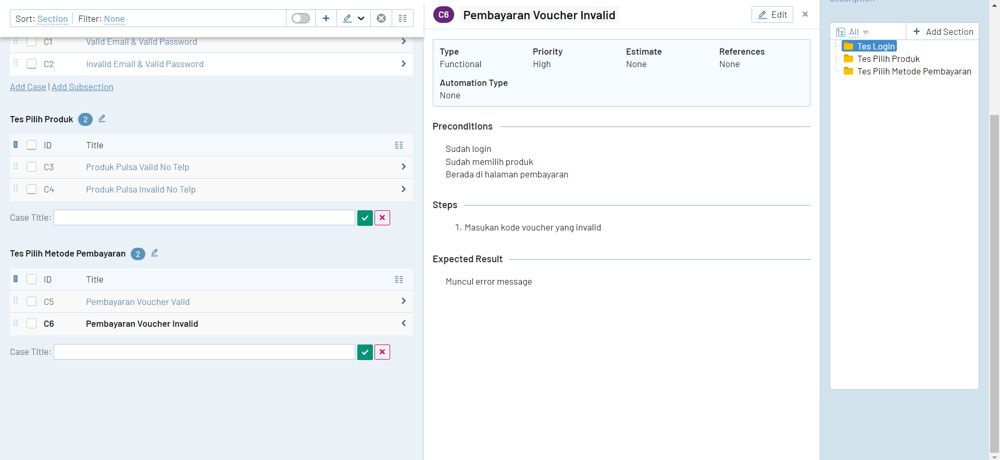 Sort: Section Filter: None
C1 Valid Email & Valid Password
C2 Invalid Email & Valid Password
Add Case | Add Subsection
Tes Pilih Produk 2
ID Title
C3 Produk Pulsa Valid No Telp
C4 Produk Pulsa Invalid No Telp
Case Title:
Tes Pilih Metode Pembayaran 2
ID Title
C5 Pembayaran Voucher Valid
C6 Pembayaran Voucher Invalid
Case Title:
C6 Pembayaran Voucher Invalid
Edit
Type Priority Estimate References
Functional High None None
Automation Type
None
Preconditions
Sudah login
Sudah memilih produk
Berada di halaman pembayaran
Steps
1. Masukan kode voucher yang invalid
Expected Result
Muncul error message
description
All Add Section
Tes Login
Tes Pilih Produk
Tes Pilih Metode Pembayaran